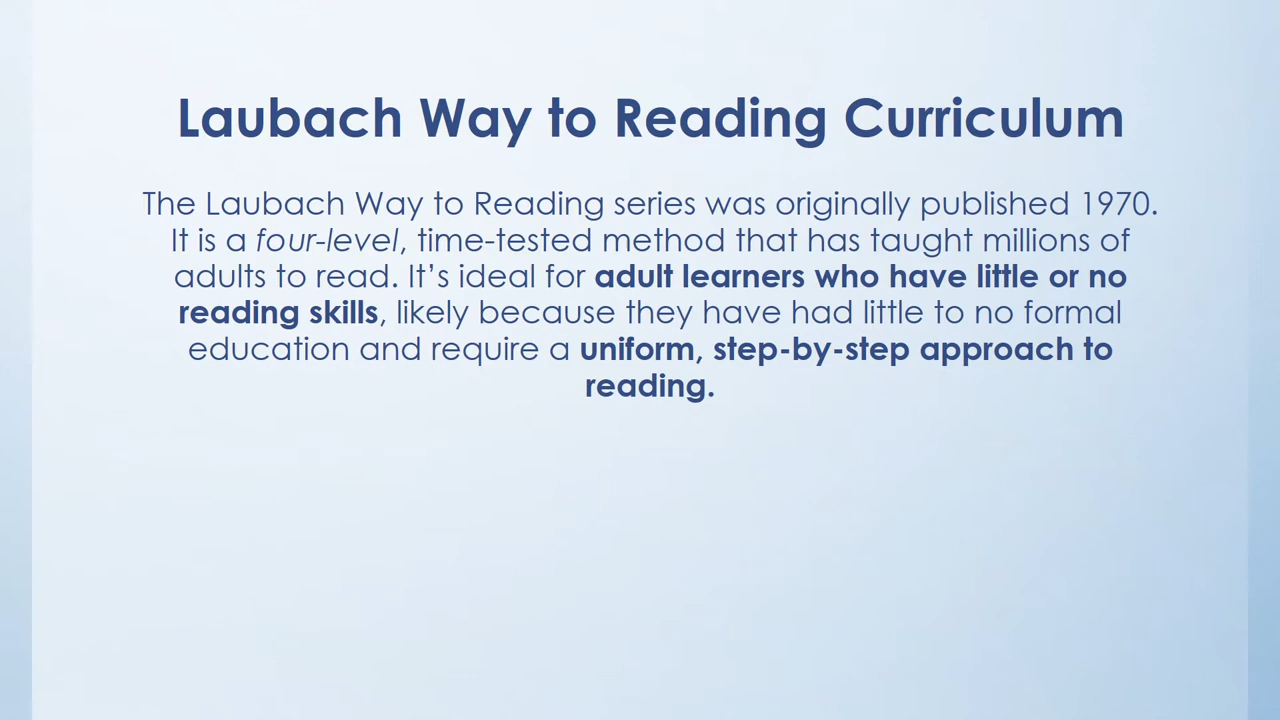 Laubach Way to Reading Curriculum
The Laubach Way to Reading series was originally published 1970.
It is a four-level, time-tested method that has taught millions of
adults to read. It’s ideal for adult learners who have little or no
reading skills, likely because they have had little to no formal
education and require a uniform, step-by-step approach to
reading.